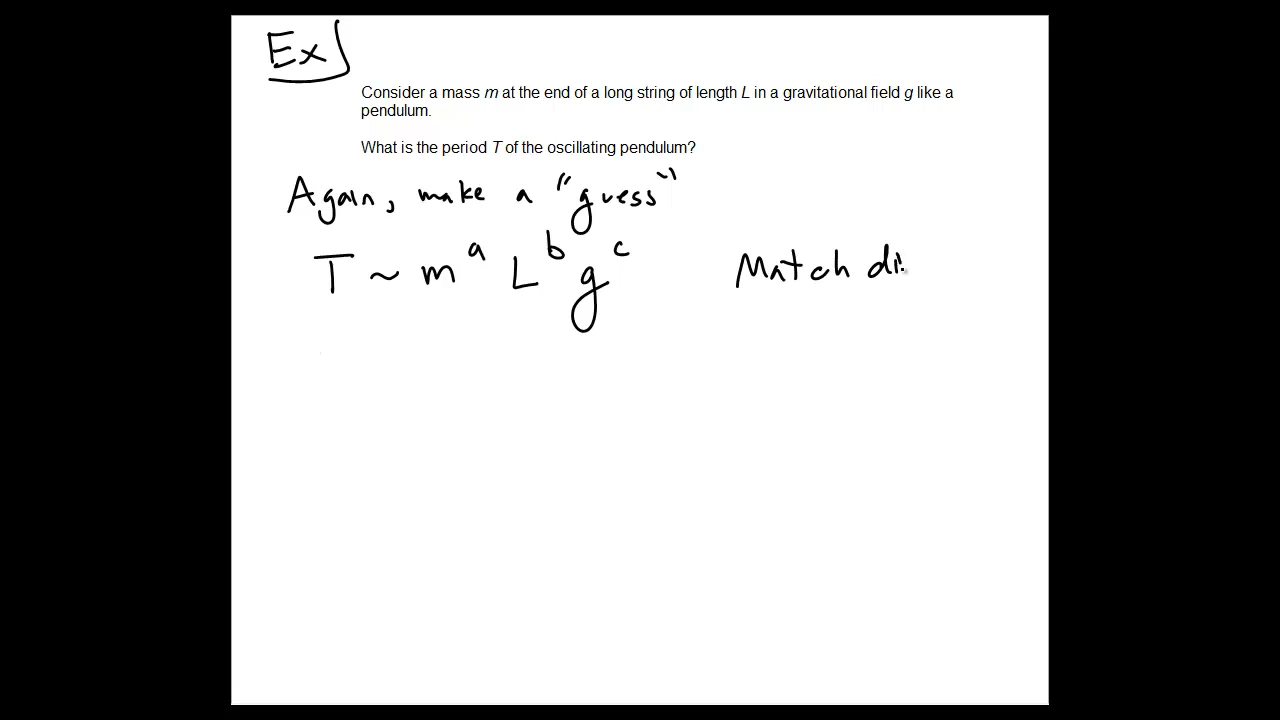 Ex
Consider a mass m at the end of a long string of length L in a gravitational field g like a
pendulum.
What is the period T of the oscillating pendulum?
Again, make a "guess"
T ~ m^a L^b g^c
Match di